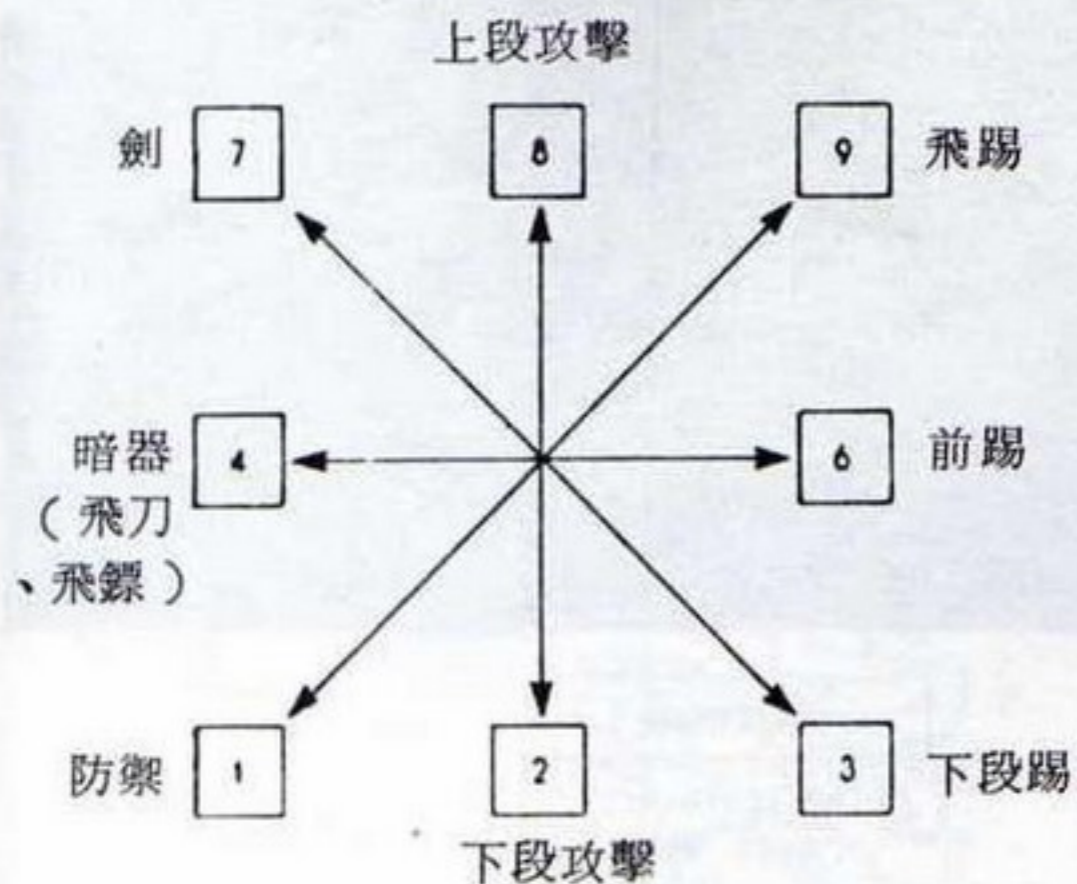 上段攻擊
劍 7 8 9 飛踢
暗器 4 6 前踢
(飛刀
、飛鏢)
防禦 1 2 3 下段踢
下段攻擊